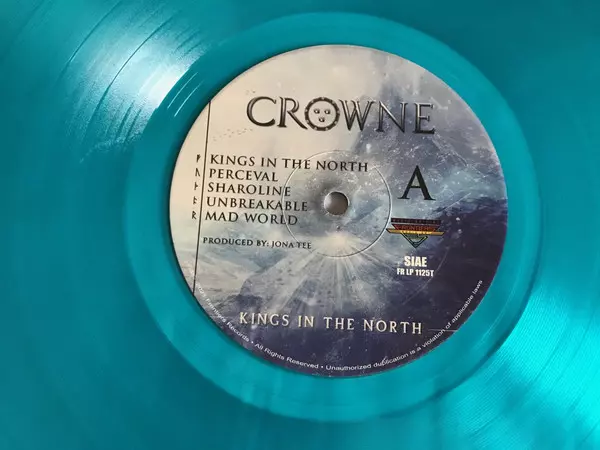 CROWNE
KINGS IN THE NORTH
PERCEVAL
SHAROLINE
UNBREAKABLE
MAD WORLD
PRODUCED BY: JONA TEE
A
SIAE
FR LP 1125T
KINGS IN THE NORTH
Records • All Rights Reserved • Unauthorized duplication is a violation of applicable laws